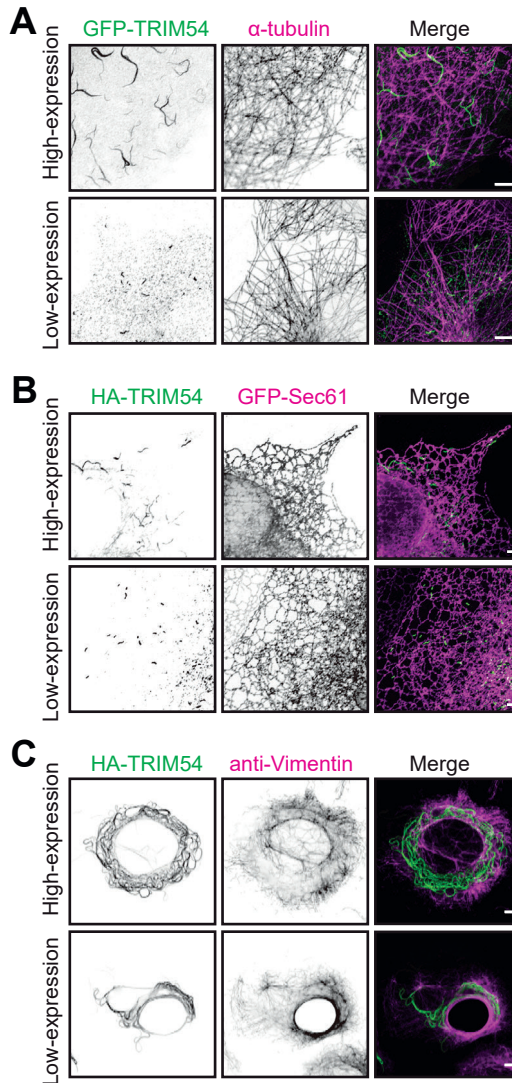 A
GFP-TRIM54 α-tubulin Merge
High-expression
Low-expression
B
HA-TRIM54 GFP-Sec61 Merge
High-expression
Low-expression
C
HA-TRIM54 anti-Vimentin Merge
High-expression
Low-expression